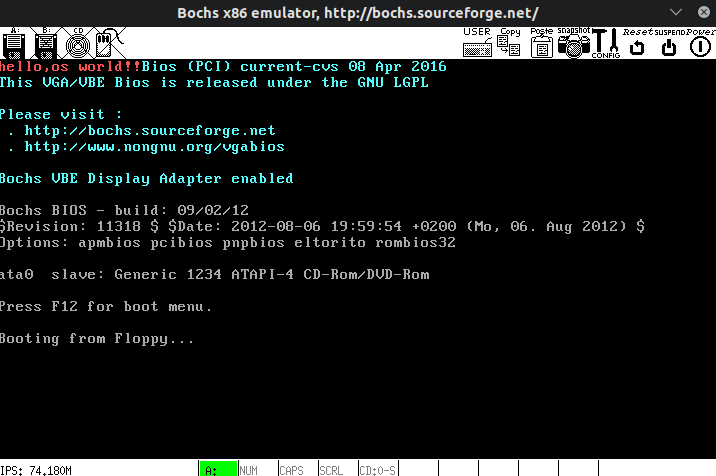 Bochs x86 emulator, http://bochs.sourceforge.net/
A: B: CD USER Copy Paste snapshot CONFIG Reset SUSPEND Power
hello,os world!!Bios (PCI) current-cvs 08 Apr 2016
This VGA/VBE Bios is released under the GNU LGPL
Please visit :
. http://bochs.sourceforge.net
. http://www.nongnu.org/vgabios
Bochs VBE Display Adapter enabled
Bochs BIOS - build: 09/02/12
$Revision: 11318 $ $Date: 2012-08-06 19:59:54 +0200 (Mo, 06. Aug 2012) $
Options: apmbios pcibios pnpbios eltorito rombios32
ata0  slave: Generic 1234 ATAPI-4 CD-Rom/DVD-Rom
Press F12 for boot menu.
Booting from Floppy...
IPS: 74.180M A: NUM CAPS SCRL CD:0-S